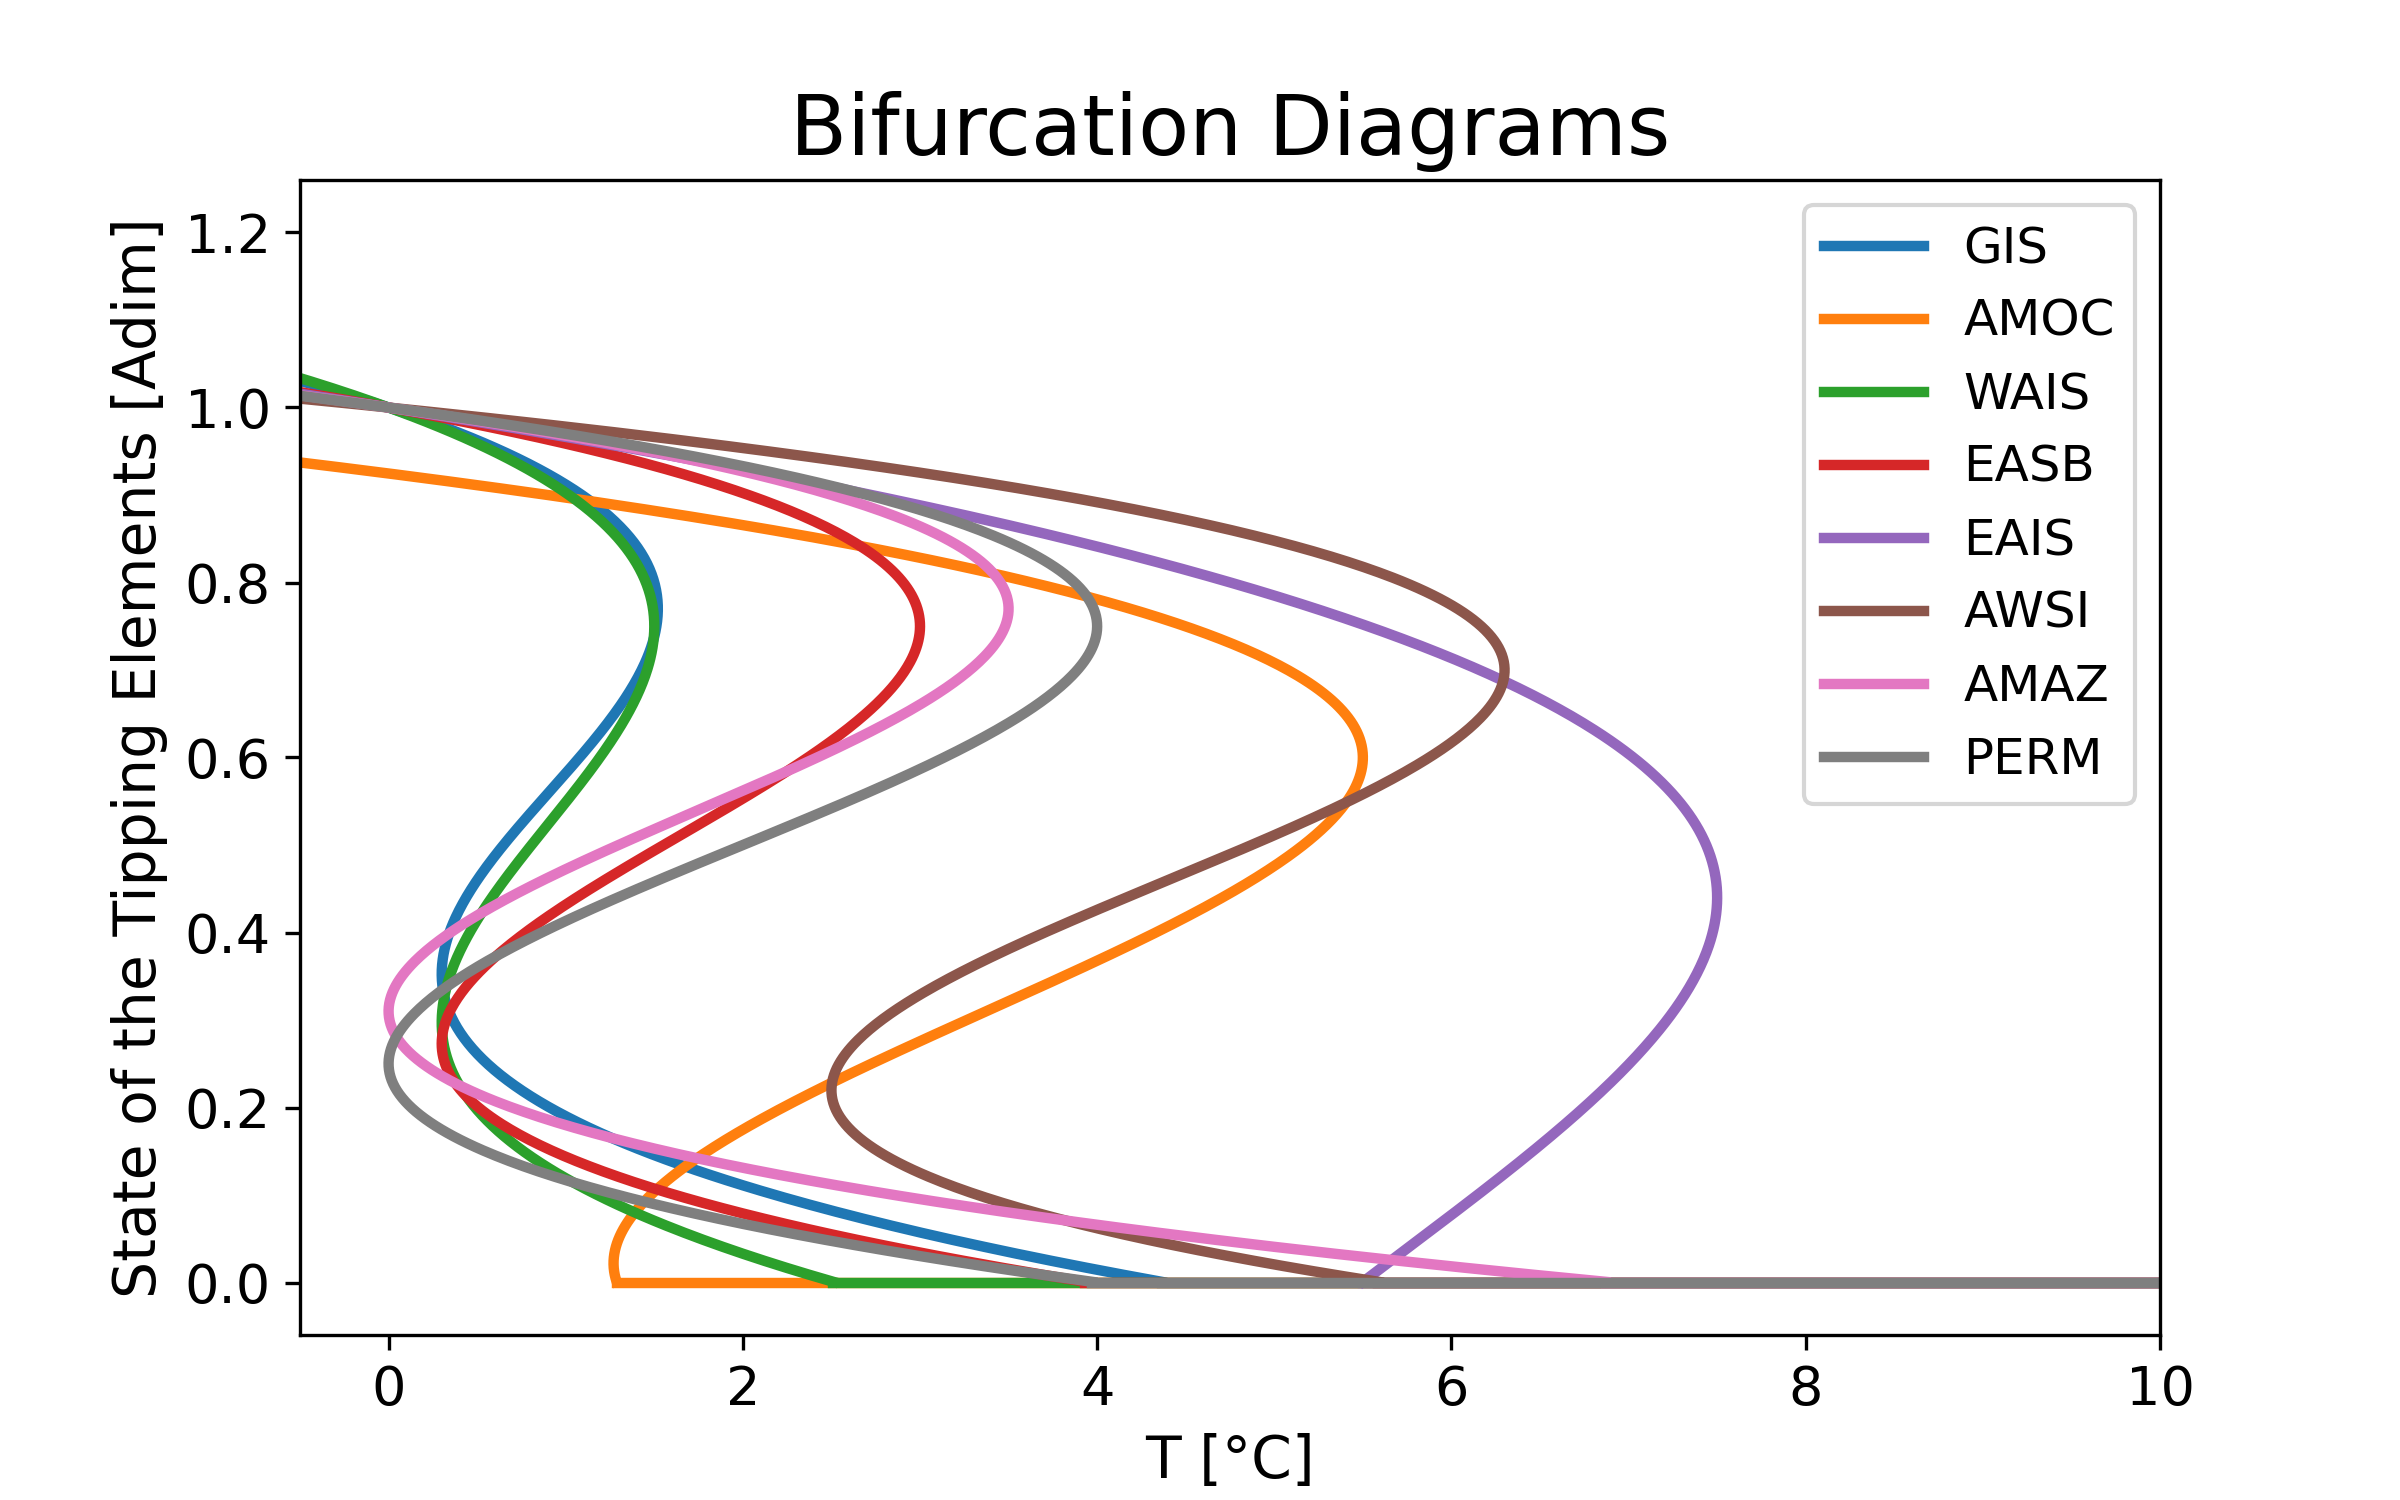 Bifurcation Diagrams
State of the Tipping Elements [Adim]
1.2
1.0
0.8
0.6
0.4
0.2
0.0
GIS
AMOC
WAIS
EASB
EAIS
AWSI
AMAZ
PERM
0 2 4 6 8 10
T [°C]